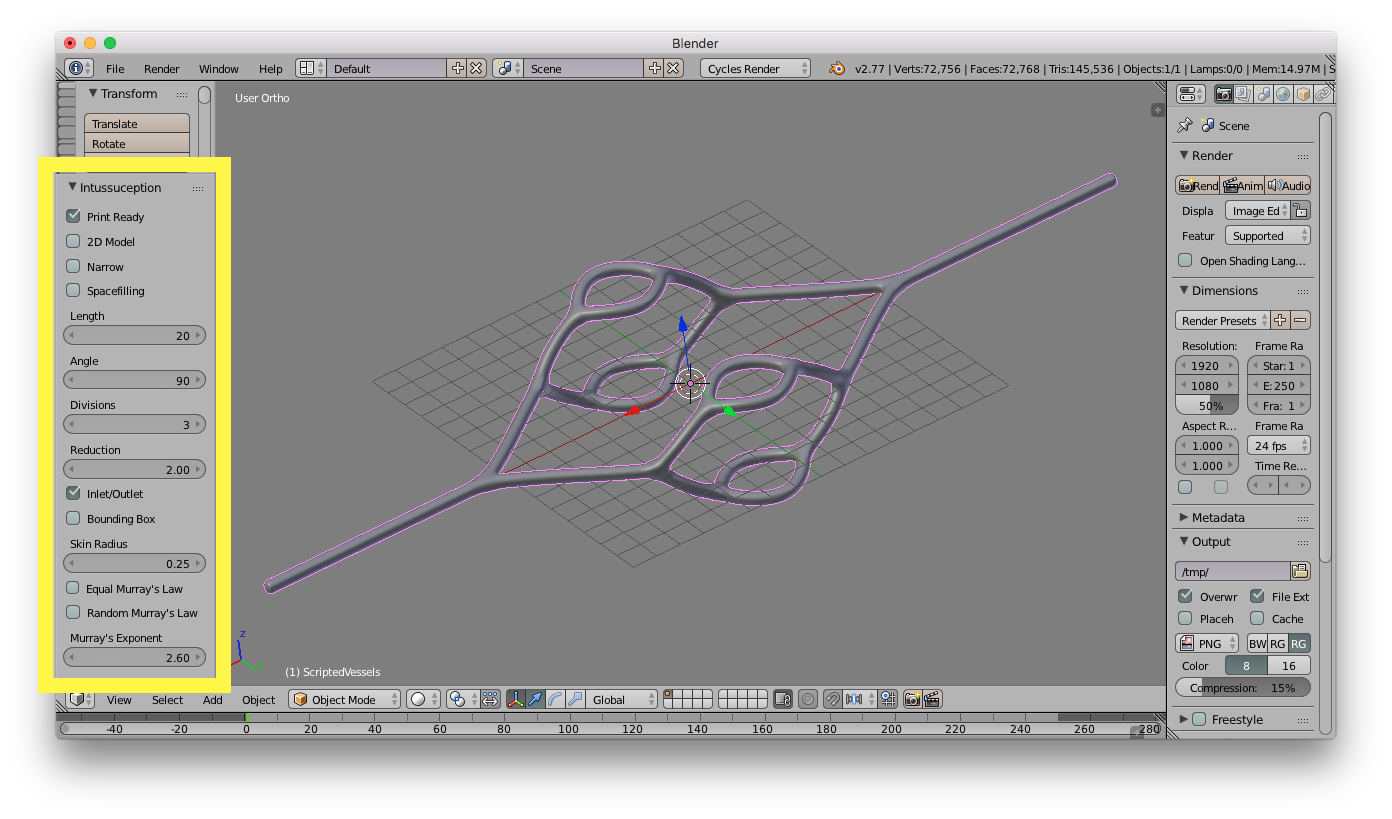 Blender
File Render Window Help Default Scene Cycles Render v2.77 | Verts:72,756 | Faces:72,768 | Tris:145,536 | Objects:1/1 | Lamps:0/0 | Mem:14.97M | S
Transform
Translate
Rotate
Intussuception
Print Ready
2D Model
Narrow
Spacefilling
Length
20
Angle
90
Divisions
3
Reduction
2.00
Inlet/Outlet
Bounding Box
Skin Radius
0.25
Equal Murray's Law
Random Murray's Law
Murray's Exponent
2.60
User Ortho
z
(1) ScriptedVessels
Scene
Render
Rend Anim Audio
Displa Image Ed
Featur Supported
Open Shading Lang...
Dimensions
Render Presets
Resolution: Frame Ra
1920 Star: 1
1080 E: 250
50% Fra: 1
Aspect R... Frame Ra
1.000 24 fps
1.000 Time Re...
Metadata
Output
/tmp/
Overwr File Ext
Placeh Cache
PNG BW RG RG
Color 8 16
Compression: 15%
Freestyle
View Select Add Object Object Mode Global
-40 -20 0 20 40 60 80 100 120 140 160 180 200 220 240 260 280